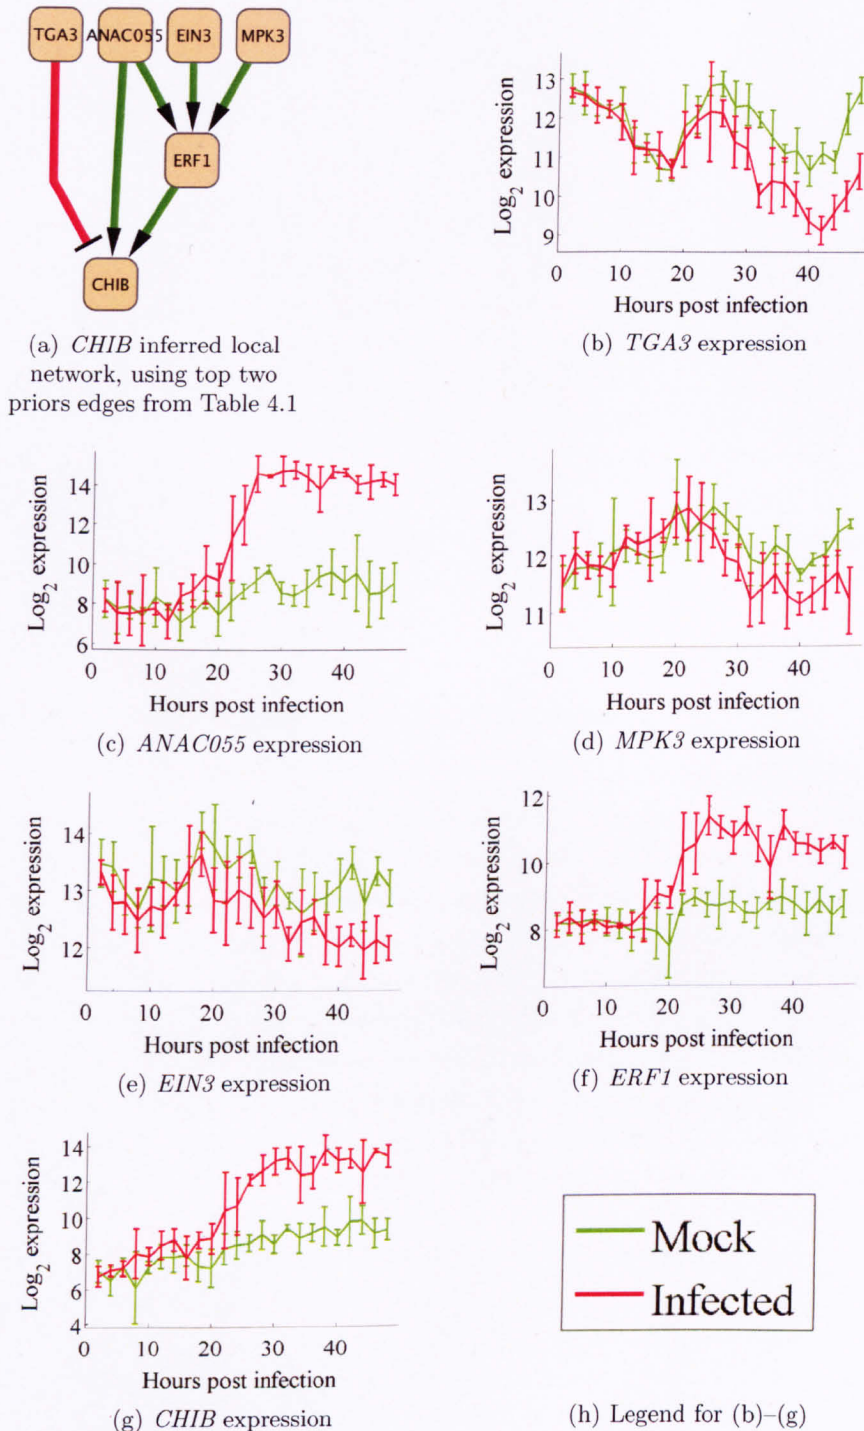 TGA3 ANAC055 EIN3 MPK3
ERF1
CHIB
(a) CHIB inferred local
network, using top two
priors edges from Table 4.1
Log2 expression
13
12
11
10
9
0 10 20 30 40
Hours post infection
(b) TGA3 expression
Log2 expression
14
12
10
8
6
0 10 20 30 40
Hours post infection
(c) ANAC055 expression
Log2 expression
13
12
11
0 10 20 30 40
Hours post infection
(d) MPK3 expression
Log2 expression
14
13
12
0 10 20 30 40
Hours post infection
(e) EIN3 expression
Log2 expression
12
10
8
0 10 20 30 40
Hours post infection
(f) ERF1 expression
Log2 expression
14
12
10
8
6
4
0 10 20 30 40
Hours post infection
(g) CHIB expression
Mock
Infected
(h) Legend for (b)–(g)